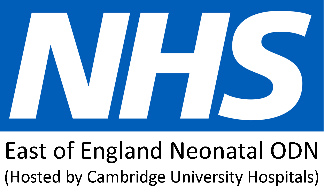 NHS
East of England Neonatal ODN
(Hosted by Cambridge University Hospitals)